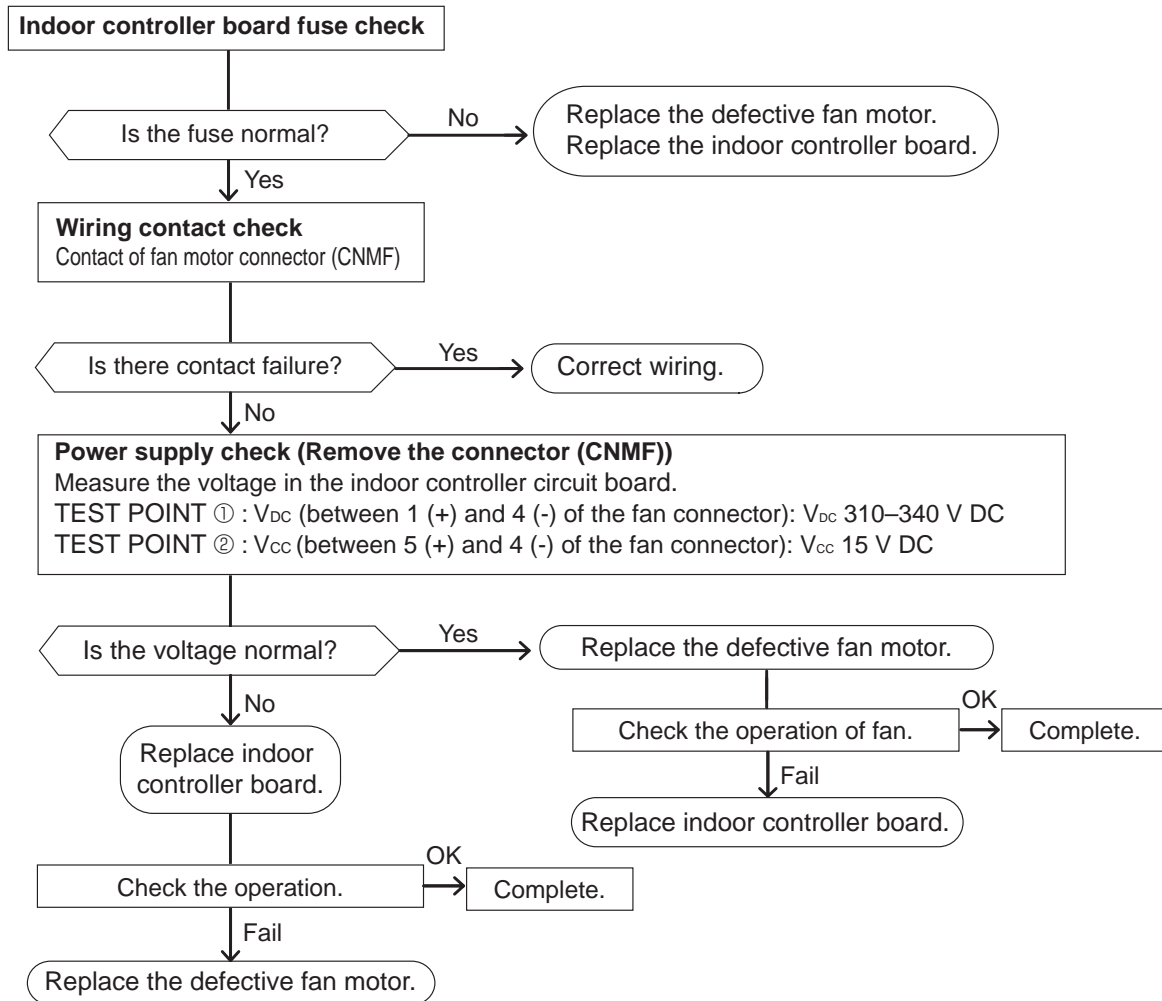 Indoor controller board fuse check
Is the fuse normal?
No
Replace the defective fan motor.
Replace the indoor controller board.
Yes
Wiring contact check
Contact of fan motor connector (CNMF)
Is there contact failure?
Yes
Correct wiring.
No
Power supply check (Remove the connector (CNMF))
Measure the voltage in the indoor controller circuit board.
TEST POINT ① : VDC (between 1 (+) and 4 (-) of the fan connector): VDC 310–340 V DC
TEST POINT ② : VCC (between 5 (+) and 4 (-) of the fan connector): VCC 15 V DC
Is the voltage normal?
Yes
Replace the defective fan motor.
No
Check the operation of fan.
OK
Complete.
Replace indoor
controller board.
Fail
Replace indoor controller board.
Check the operation.
OK
Complete.
Fail
Replace the defective fan motor.